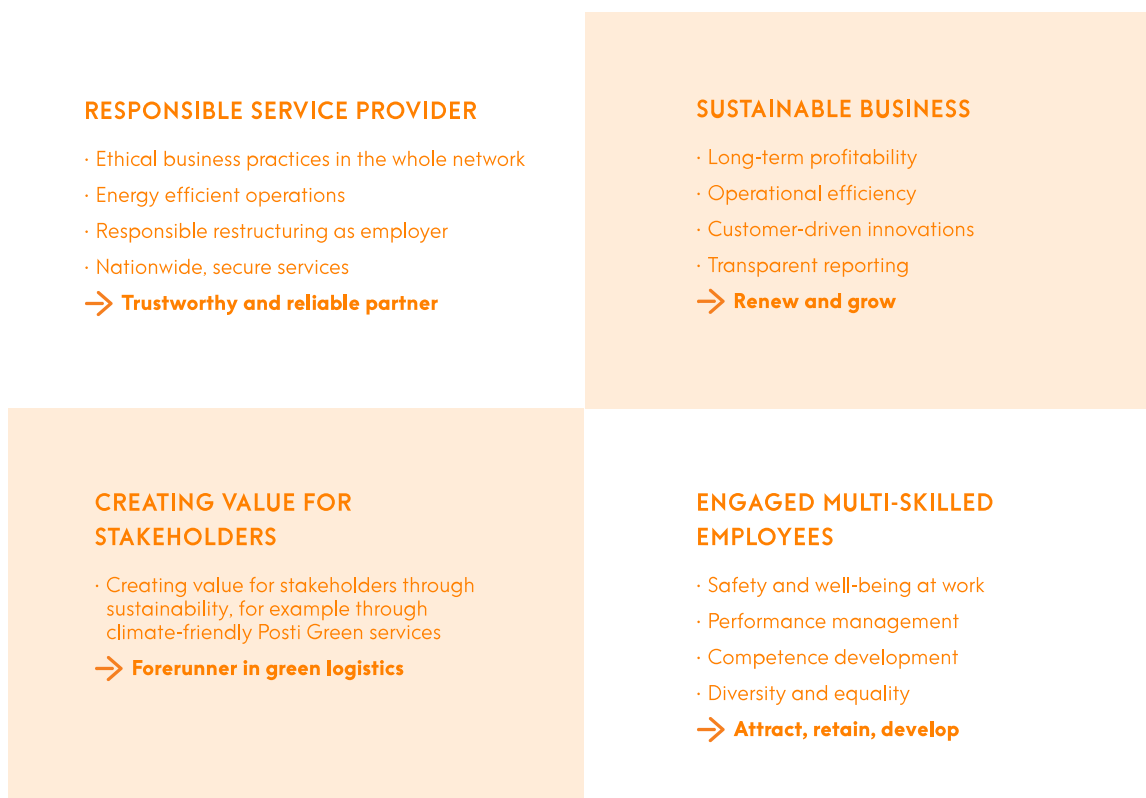 RESPONSIBLE SERVICE PROVIDER
· Ethical business practices in the whole network
· Energy efficient operations
· Responsible restructuring as employer
· Nationwide, secure services
→ Trustworthy and reliable partner
SUSTAINABLE BUSINESS
· Long-term profitability
· Operational efficiency
· Customer-driven innovations
· Transparent reporting
→ Renew and grow
CREATING VALUE FOR
STAKEHOLDERS
· Creating value for stakeholders through
sustainability, for example through
climate-friendly Posti Green services
→ Forerunner in green logistics
ENGAGED MULTI-SKILLED
EMPLOYEES
· Safety and well-being at work
· Performance management
· Competence development
· Diversity and equality
→ Attract, retain, develop